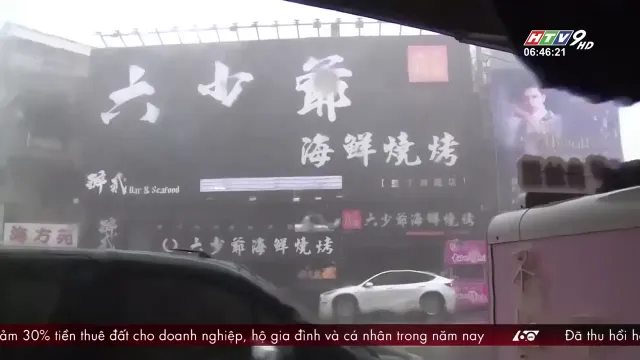 HTV9HD
06:46:21
六少爺
海鮮燒烤
Bar & Seafood
六少爺海鮮燒烤
六少爺海鮮燒烤
海方苑
ảm 30% tiền thuê đất cho doanh nghiệp, hộ gia đình và cá nhân trong năm nay
Đã thu hồi h